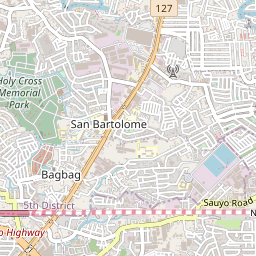 127
Holy Cross
Memorial
Park
San Bartolome
Bagbag
5th District
Sauyo Road
o Highway
N